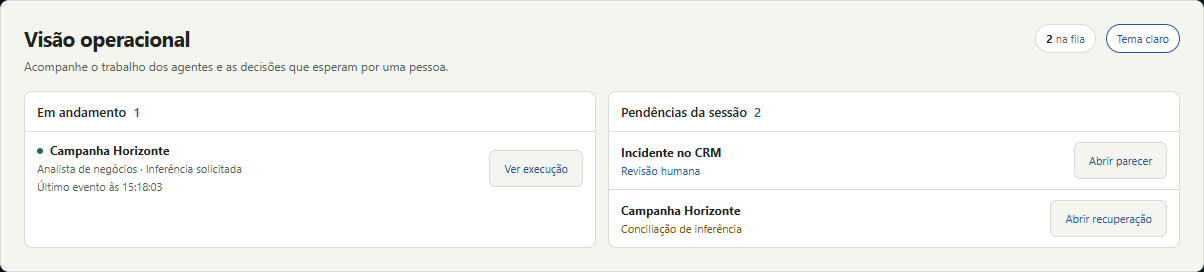 Visão operacional
2 na fila
Tema claro
Acompanhe o trabalho dos agentes e as decisões que esperam por uma pessoa.
Em andamento 1
Campanha Horizonte
Analista de negócios · Inferência solicitada
Último evento às 15:18:03
Ver execução
Pendências da sessão 2
Incidente no CRM
Revisão humana
Abrir parecer
Campanha Horizonte
Conciliação de inferência
Abrir recuperação